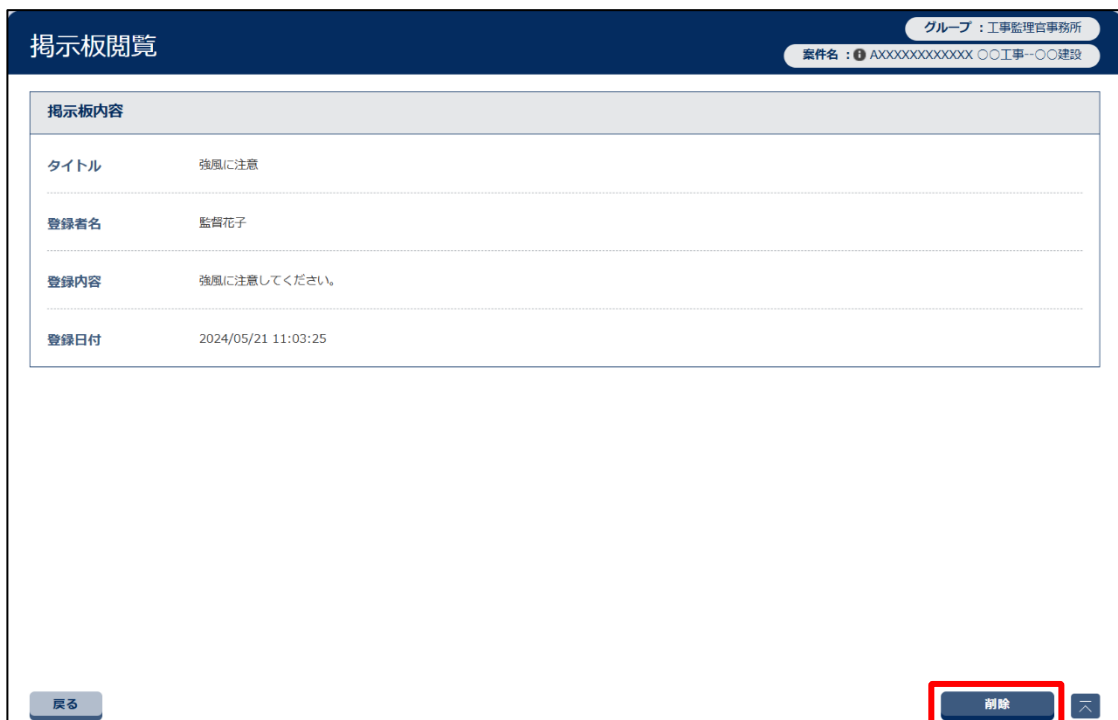 掲示板閲覧
グループ ：工事監理官事務所
案件名 ： AXXXXXXXXXXXX 〇〇工事--〇〇建設
掲示板内容
タイトル 強風に注意
登録者名 監督花子
登録内容 強風に注意してください。
登録日付 2024/05/21 11:03:25
戻る 削除